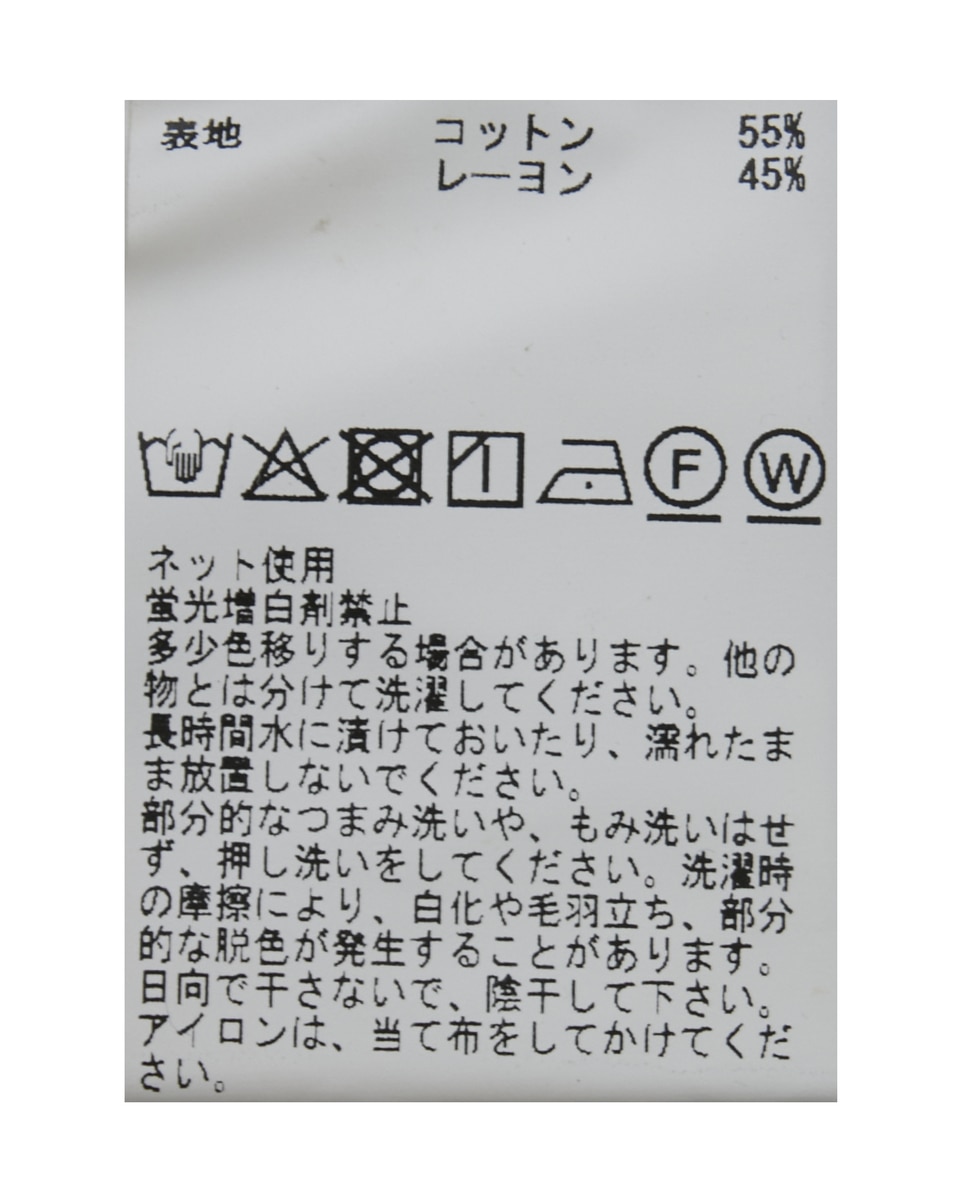 表地 コットン 55%
レーヨン 45%
F W
ネット使用
蛍光増白剤禁止
多少色移りする場合があります。他の
物とは分けて洗濯してください。
長時間水に漬けておいたり、濡れたま
ま放置しないでください。
部分的なつまみ洗いや、もみ洗いはせ
ず、押し洗いをしてください。洗濯時
の摩擦により、白化や毛羽立ち、部分
的な脱色が発生することがあります。
日向で干さないで、陰干して下さい。
アイロンは、当て布をしてかけてくだ
さい。